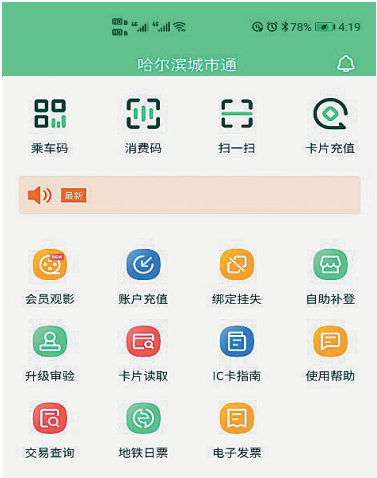 78% 4:19
哈尔滨城市通
乘车码 消费码 扫一扫 卡片充值
最新
会员观影 账户充值 绑定挂失 自助补登
升级审验 卡片读取 IC卡指南 使用帮助
交易查询 地铁日票 电子发票